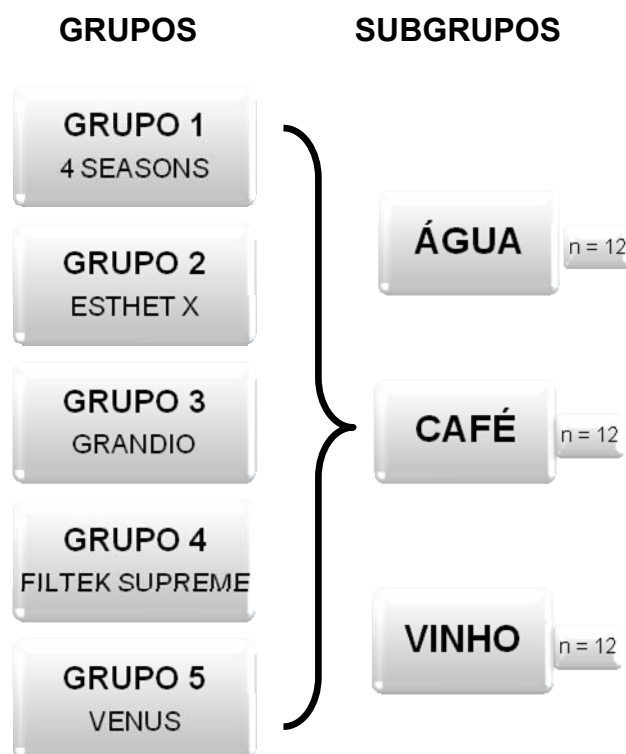 GRUPOS
SUBGRUPOS
GRUPO 1
4 SEASONS
GRUPO 2
ESTHET X
GRUPO 3
GRANDIO
GRUPO 4
FILTEK SUPREME
GRUPO 5
VENUS
ÁGUA
n = 12
CAFÉ
n = 12
VINHO
n = 12